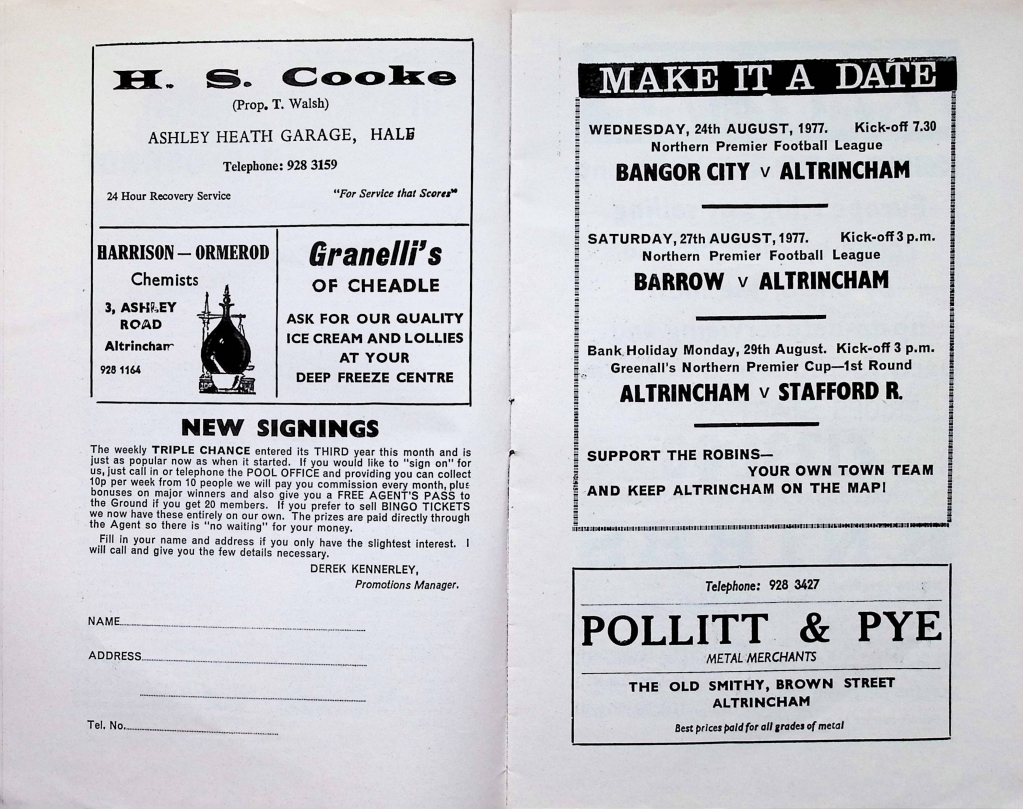 H. S. Cooke
(Prop. T. Walsh)
ASHLEY HEATH GARAGE, HALE
Telephone: 928 3159
24 Hour Recovery Service "For Service that Scores"
HARRISON — ORMEROD
Chemists
3, ASHLEY
ROAD
Altrincham
928 1164
Granelli's
OF CHEADLE
ASK FOR OUR QUALITY
ICE CREAM AND LOLLIES
AT YOUR
DEEP FREEZE CENTRE
NEW SIGNINGS
The weekly TRIPLE CHANCE entered its THIRD year this month and is
just as popular now as when it started. If you would like to "sign on" for
us, just call in or telephone the POOL OFFICE and providing you can collect
10p per week from 10 people we will pay you commission every month, plus
bonuses on major winners and also give you a FREE AGENT'S PASS to
the Ground if you get 20 members. If you prefer to sell BINGO TICKETS
we now have these entirely on our own. The prizes are paid directly through
the Agent so there is "no waiting" for your money.
Fill in your name and address if you only have the slightest interest. I
will call and give you the few details necessary.
DEREK KENNERLEY,
Promotions Manager.
NAME
ADDRESS
Tel. No.
MAKE IT A DATE
WEDNESDAY, 24th AUGUST, 1977. Kick-off 7.30
Northern Premier Football League
BANGOR CITY v ALTRINCHAM
SATURDAY, 27th AUGUST, 1977. Kick-off 3 p.m.
Northern Premier Football League
BARROW v ALTRINCHAM
Bank Holiday Monday, 29th August. Kick-off 3 p.m.
Greenall's Northern Premier Cup—1st Round
ALTRINCHAM v STAFFORD R.
SUPPORT THE ROBINS—
YOUR OWN TOWN TEAM
AND KEEP ALTRINCHAM ON THE MAP!
Telephone: 928 3427
POLLITT & PYE
METAL MERCHANTS
THE OLD SMITHY, BROWN STREET
ALTRINCHAM
Best prices paid for all grades of metal